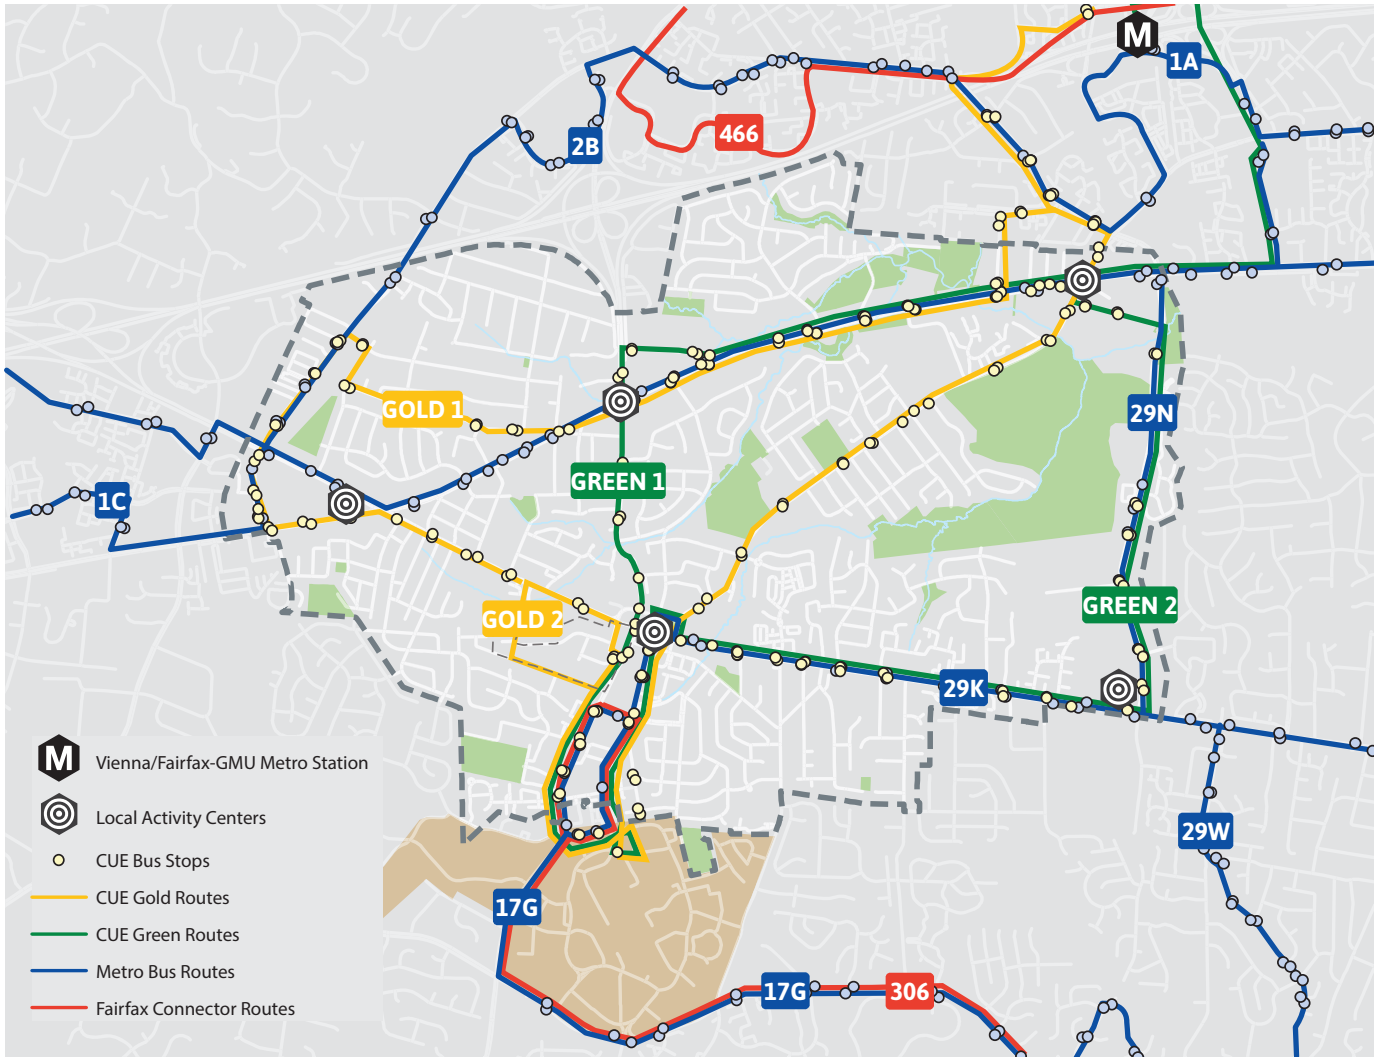 M
1A
2B
466
GOLD 1
29N
GREEN 1
1C
GREEN 2
GOLD 2
29K
M Vienna/Fairfax-GMU Metro Station
Local Activity Centers
CUE Bus Stops
CUE Gold Routes
CUE Green Routes
Metro Bus Routes
Fairfax Connector Routes
29W
17G
17G
306